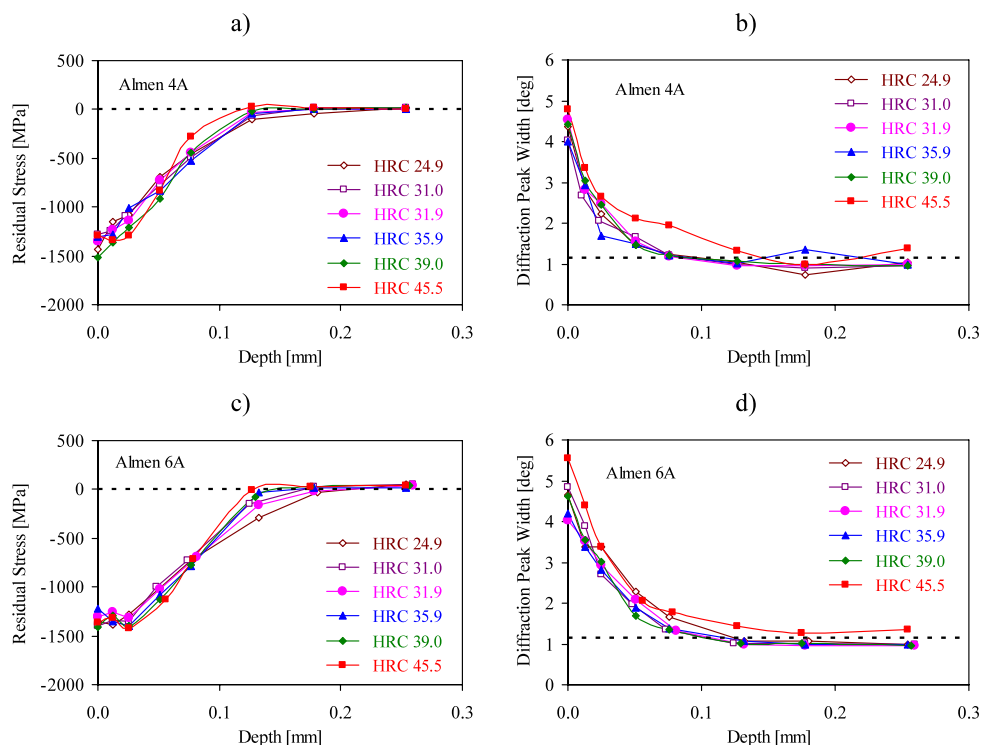 a)
Almen 4A
Residual Stress [MPa]
500
0
-500
-1000
-1500
-2000
HRC 24.9
HRC 31.0
HRC 31.9
HRC 35.9
HRC 39.0
HRC 45.5
0.0 0.1 0.2 0.3
Depth [mm]
b)
Almen 4A
Diffraction Peak Width [deg]
6
5
4
3
2
1
0
HRC 24.9
HRC 31.0
HRC 31.9
HRC 35.9
HRC 39.0
HRC 45.5
0.0 0.1 0.2 0.3
Depth [mm]
c)
Almen 6A
Residual Stress [MPa]
500
0
-500
-1000
-1500
-2000
HRC 24.9
HRC 31.0
HRC 31.9
HRC 35.9
HRC 39.0
HRC 45.5
0.0 0.1 0.2 0.3
Depth [mm]
d)
Almen 6A
Diffraction Peak Width [deg]
6
5
4
3
2
1
0
HRC 24.9
HRC 31.0
HRC 31.9
HRC 35.9
HRC 39.0
HRC 45.5
0.0 0.1 0.2 0.3
Depth [mm]